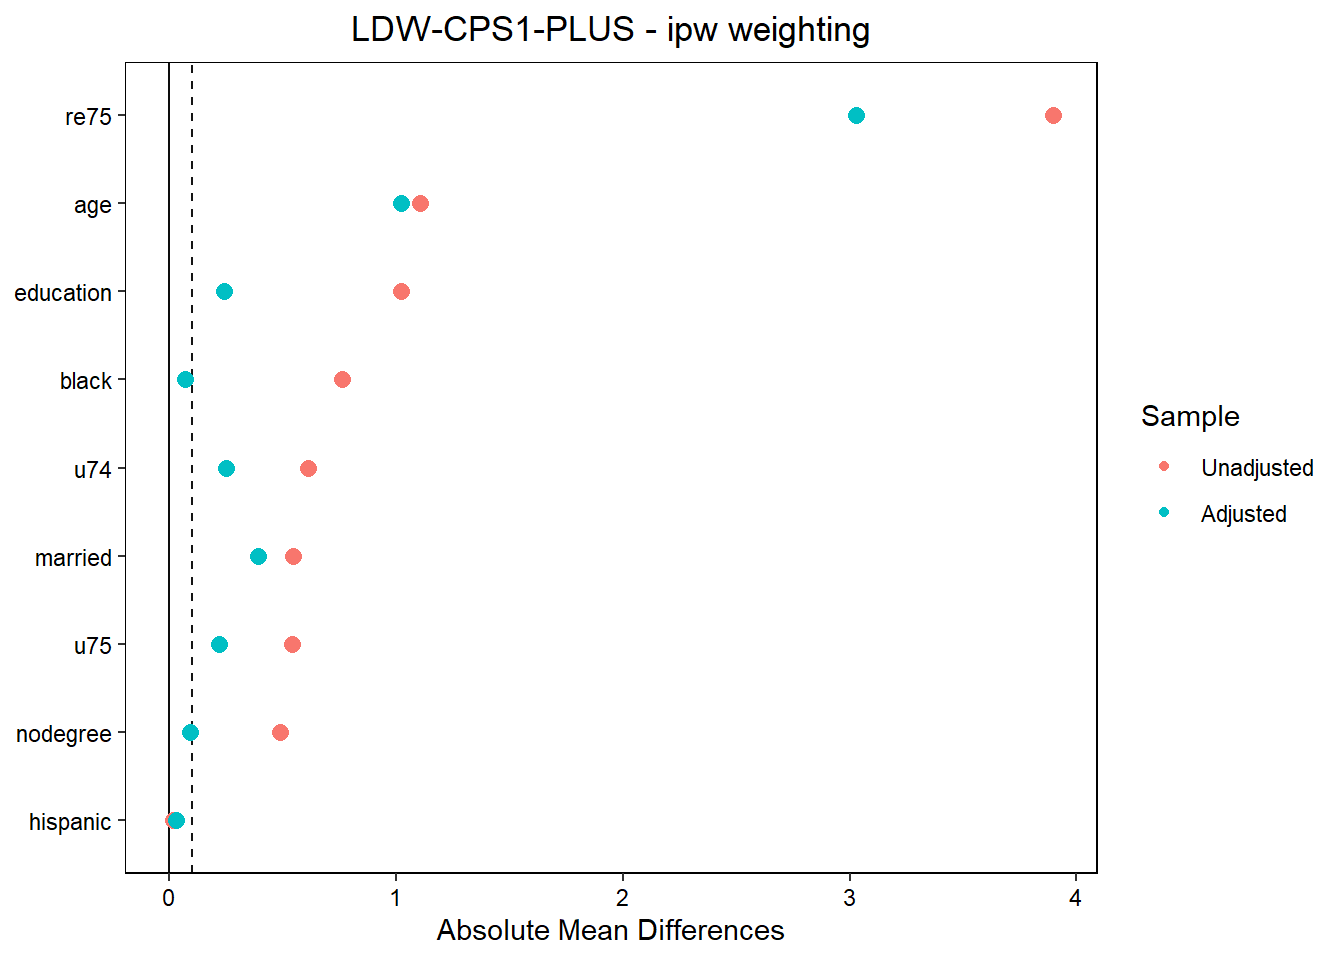 LDW-CPS1-PLUS - ipw weighting
re75
age
education
black
u74
married
u75
nodegree
hispanic
0 1 2 3 4
Absolute Mean Differences
Sample
Unadjusted
Adjusted